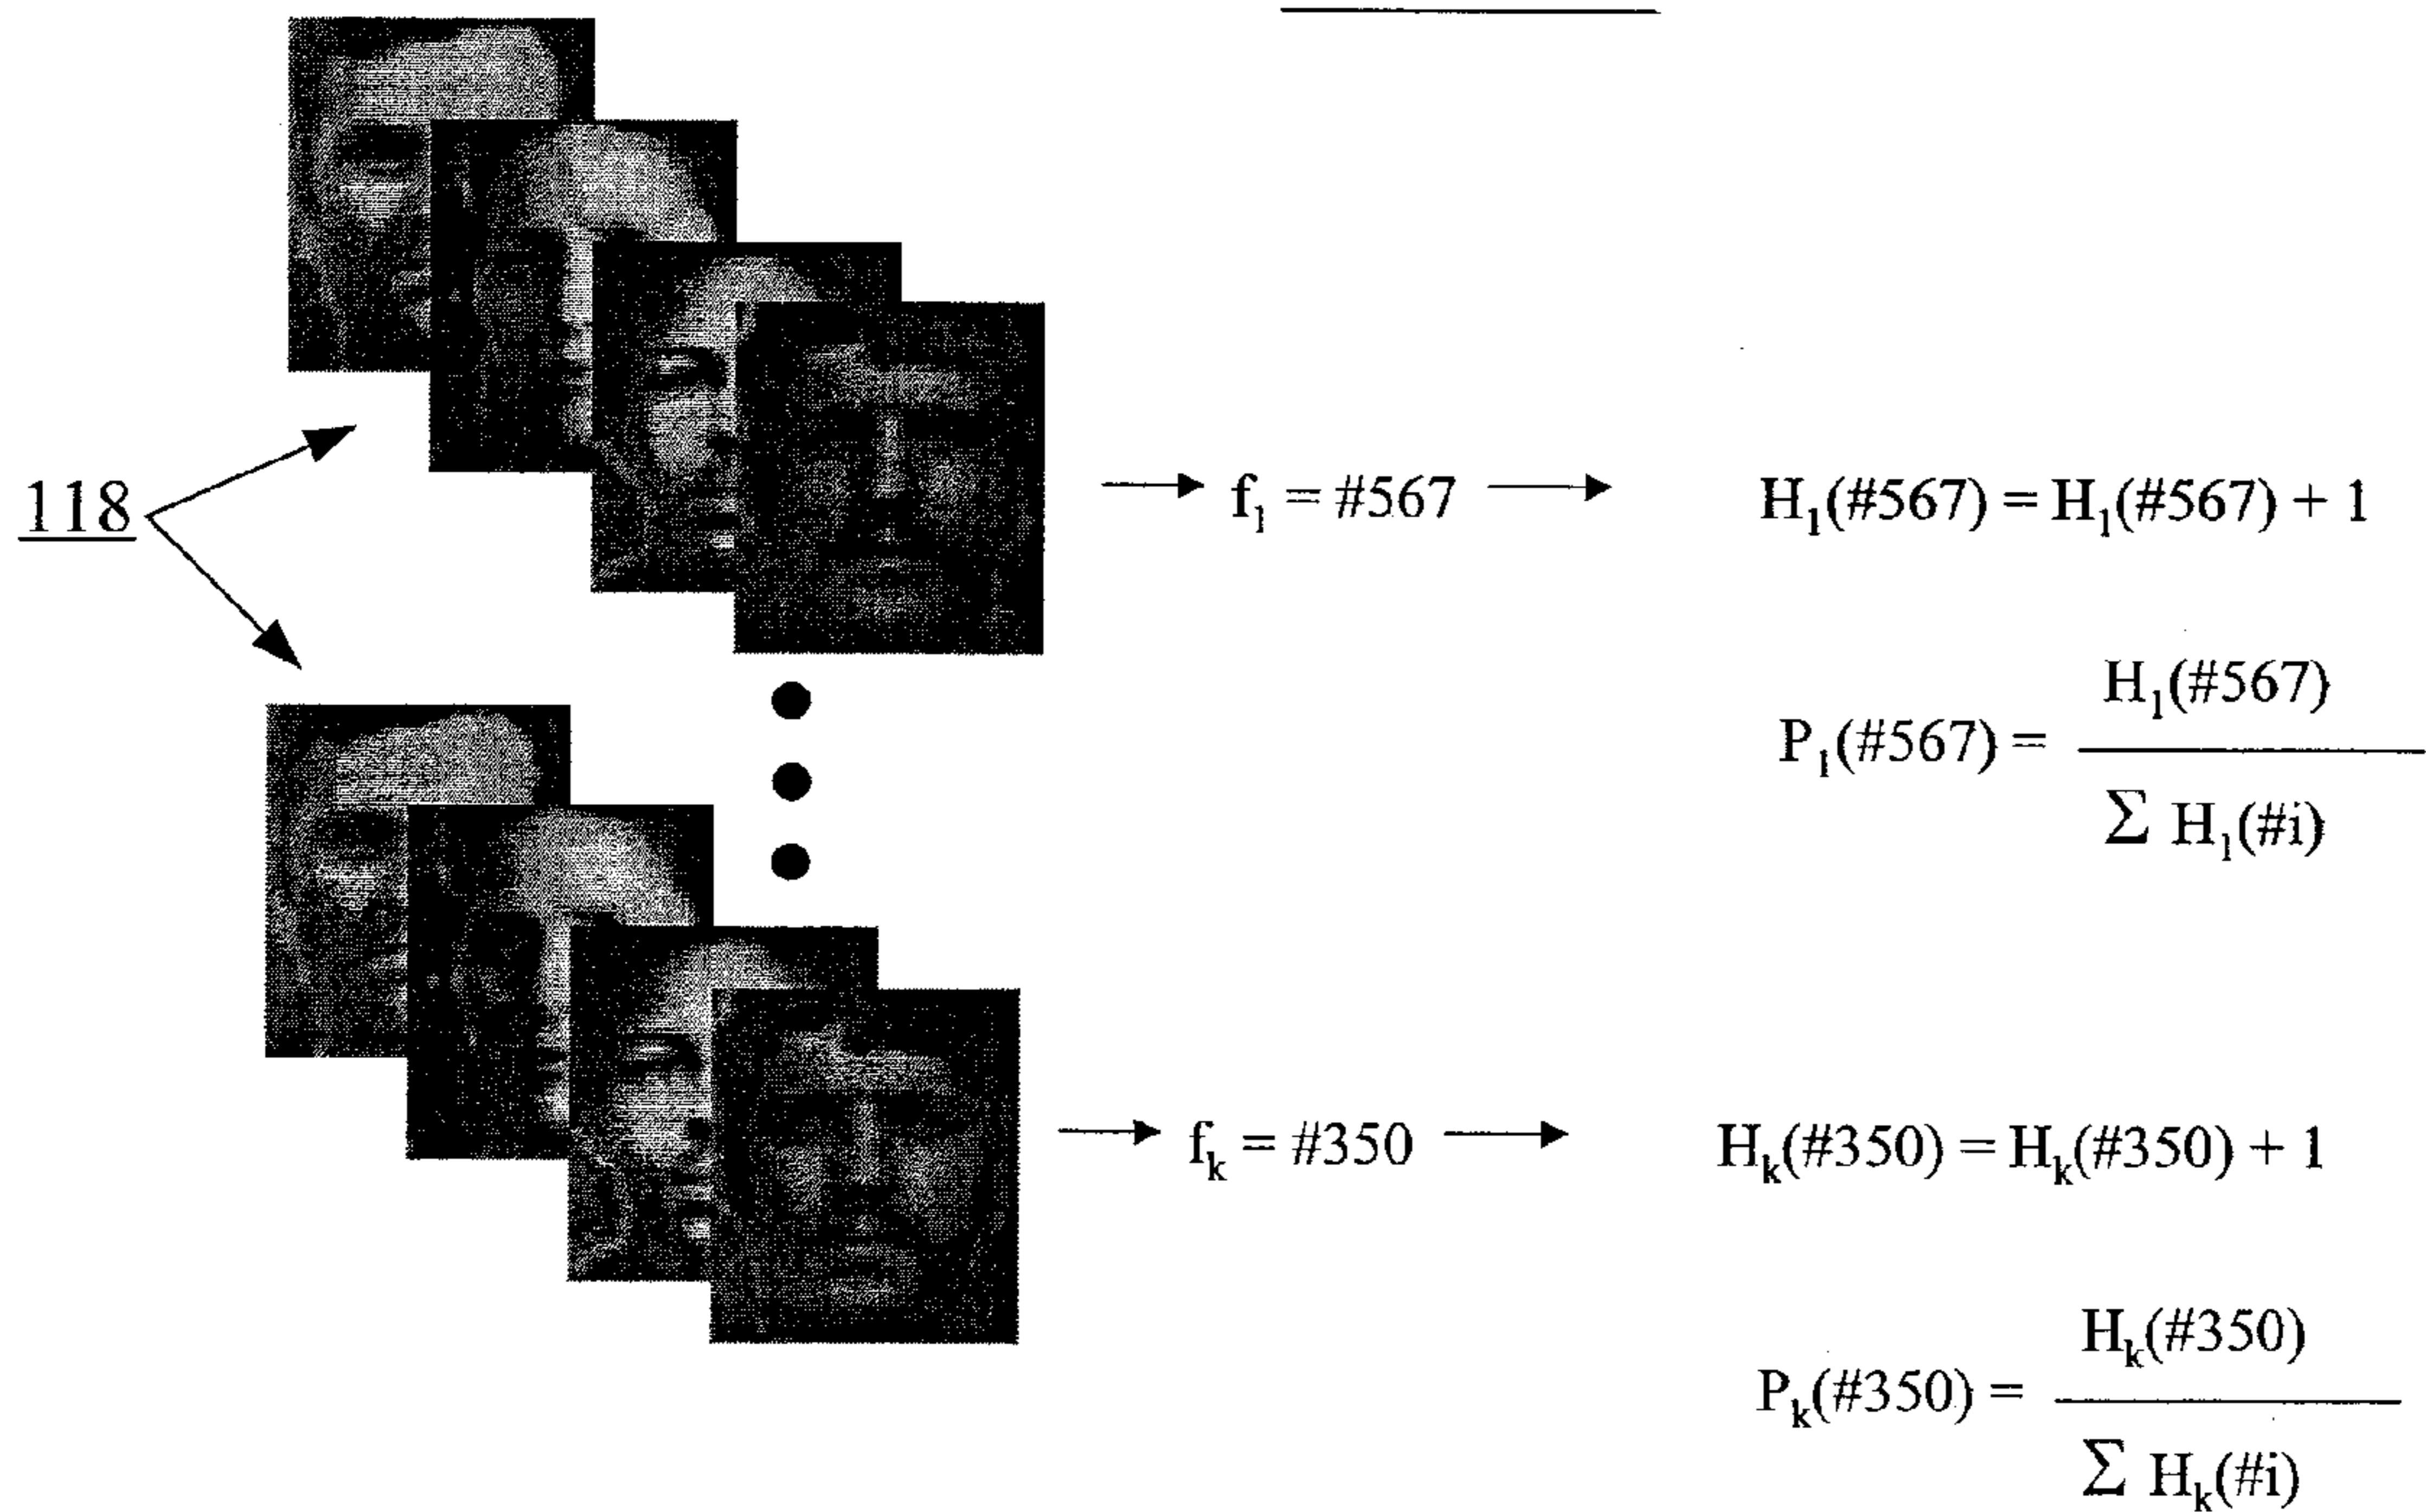 118
f₁ = #567
H₁(#567) = H₁(#567) + 1
P₁(#567) = H₁(#567)
Σ H₁(#i)
fₖ = #350
Hₖ(#350) = Hₖ(#350) + 1
Pₖ(#350) = Hₖ(#350)
Σ Hₖ(#i)